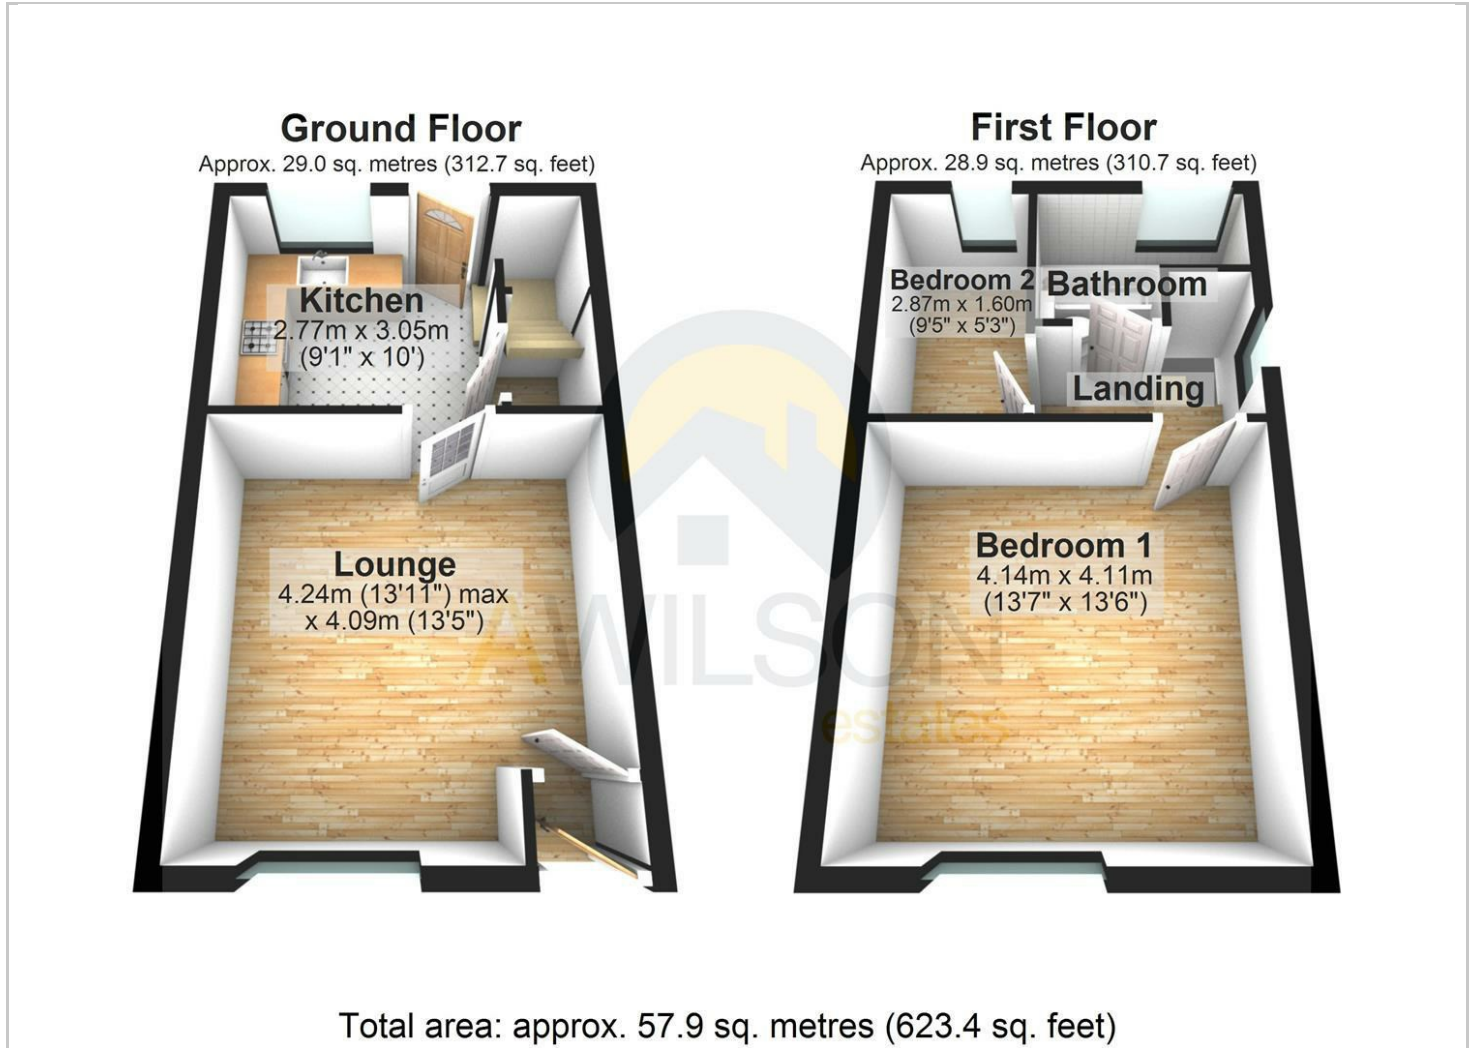 Ground Floor
Approx. 29.0 sq. metres (312.7 sq. feet)
Kitchen
2.77m x 3.05m
(9'1" x 10')
Lounge
4.24m (13'11") max
x 4.09m (13'5")
First Floor
Approx. 28.9 sq. metres (310.7 sq. feet)
Bedroom 2
2.87m x 1.60m
(9'5" x 5'3")
Bathroom
Landing
Bedroom 1
4.14m x 4.11m
(13'7" x 13'6")
AWILSON
estates
Total area: approx. 57.9 sq. metres (623.4 sq. feet)